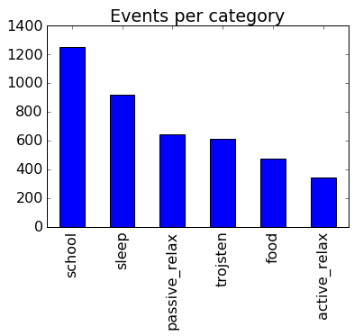 Events per category
1400
1200
1000
800
600
400
200
0
school
sleep
passive_relax
trojsten
food
active_relax